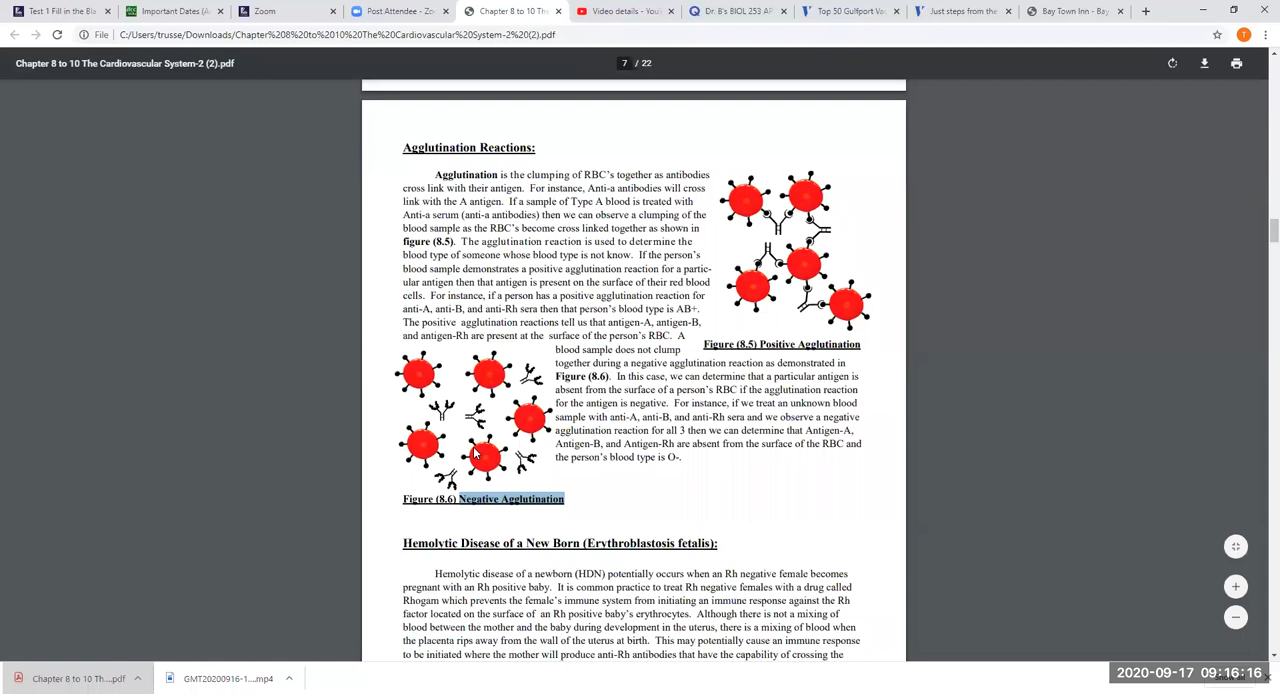 Test 1 Fill in the Bla
Important Dates (A
Zoom
Post Attendee - Zo
Chapter 8 to 10 Th
Video details - You
Dr. B's BIOL 253 AP
Top 50 Gulfport Va
Just steps from the
Bay Town Inn - Bay
File
C:/Users/trusse/Downloads/Chapter%208%20to%2010%20The%20Cardiovascular%20System-2%20(2).pdf
T
Chapter 8 to 10 The Cardiovascular System-2 (2).pdf
7 / 22
Agglutination Reactions:
Agglutination is the clumping of RBC's together as antibodies
cross link with their antigen. For instance, Anti-a antibodies will cross
link with the A antigen. If a sample of Type A blood is treated with
Anti-a serum (anti-a antibodies) then we can observe a clumping of the
blood sample as the RBC's become cross linked together as shown in
figure (8.5). The agglutination reaction is used to determine the
blood type of someone whose blood type is not know. If the person's
blood sample demonstrates a positive agglutination reaction for a partic-
ular antigen then that antigen is present on the surface of their red blood
cells. For instance, if a person has a positive agglutination reaction for
anti-A, anti-B, and anti-Rh sera then that person's blood type is AB+.
The positive agglutination reactions tell us that antigen-A, antigen-B,
and antigen-Rh are present at the surface of the person's RBC. A
Figure (8.5) Positive Agglutination
blood sample does not clump
together during a negative agglutination reaction as demonstrated in
Figure (8.6). In this case, we can determine that a particular antigen is
absent from the surface of a person's RBC if the agglutination reaction
for the antigen is negative. For instance, if we treat an unknown blood
sample with anti-A, anti-B, and anti-Rh sera and we observe a negative
agglutination reaction for all 3 then we can determine that Antigen-A,
Antigen-B, and Antigen-Rh are absent from the surface of the RBC and
the person's blood type is O-.
Figure (8.6) Negative Agglutination
Hemolytic Disease of a New Born (Erythroblastosis fetalis):
Hemolytic disease of a newborn (HDN) potentially occurs when an Rh negative female becomes
pregnant with an Rh positive baby. It is common practice to treat Rh negative females with a drug called
Rhogam which prevents the female's immune system from initiating an immune response against the Rh
factor located on the surface of an Rh positive baby's erythrocytes. Although there is not a mixing of
blood between the mother and the baby during development in the uterus, there is a mixing of blood when
the placenta rips away from the wall of the uterus at birth. This may potentially cause an immune response
to be initiated where the mother will produce anti-Rh antibodies that have the capability of crossing the
Chapter 8 to 10 Th....pdf
GMT20200916-1....mp4
2020-09-17 09:16:16